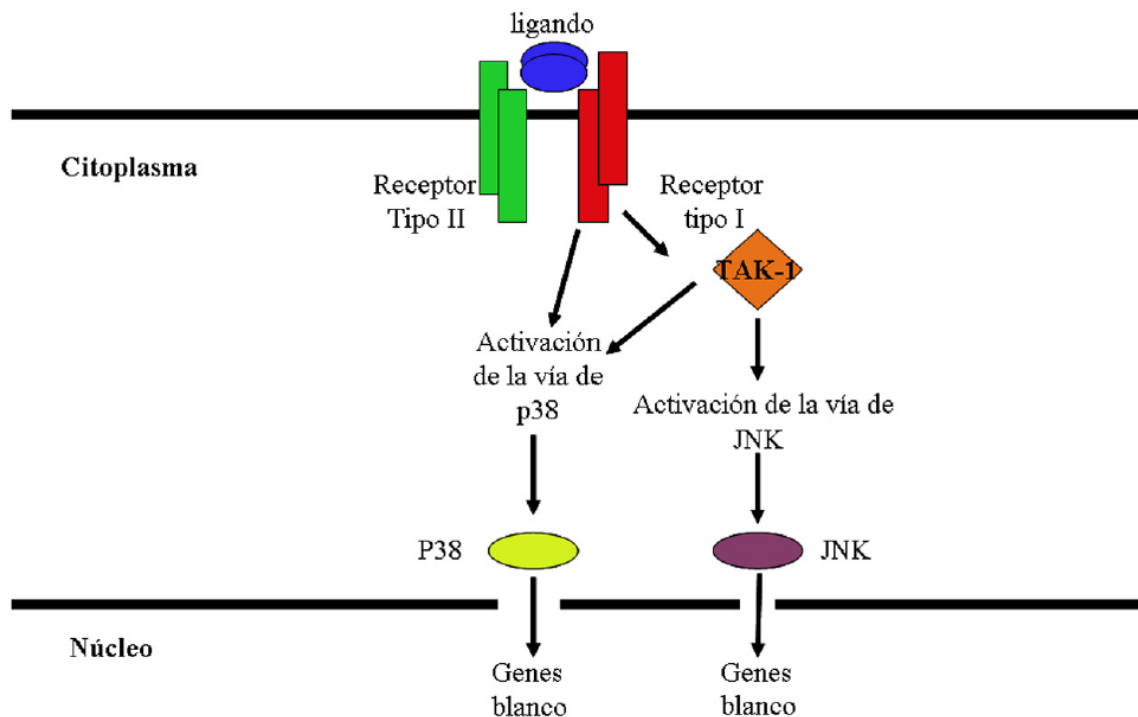 ligando
Citoplasma
Receptor
Tipo II
Receptor
tipo I
TAK-1
Activación
de la vía de
p38
Activación de la vía de
JNK
P38
JNK
Núcleo
Genes
blanco
Genes
blanco